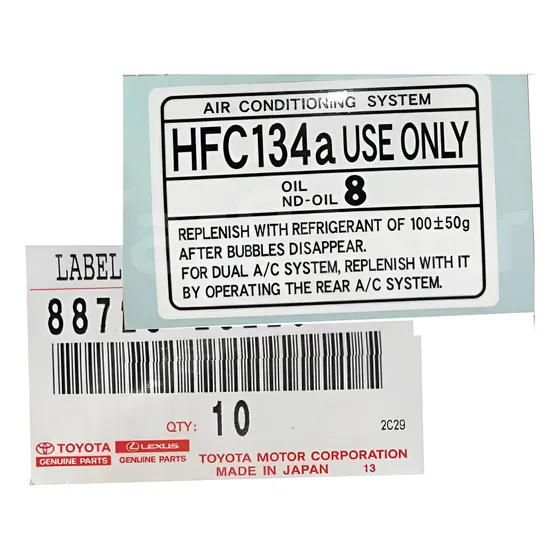 AIR CONDITIONING SYSTEM
HFC134a USE ONLY
OIL
ND-OIL 8
REPLENISH WITH REFRIGERANT OF 100±50g
AFTER BUBBLES DISAPPEAR.
FOR DUAL A/C SYSTEM, REPLENISH WITH IT
BY OPERATING THE REAR A/C SYSTEM.
LABEL
QTY: 10
2C29
TOYOTA LEXUS
GENUINE PARTS GENUINE PARTS
TOYOTA MOTOR CORPORATION
MADE IN JAPAN 13